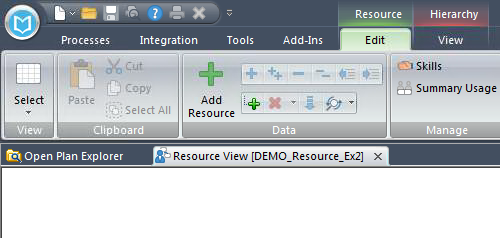 Resource Hierarchy
Processes Integration Tools Add-Ins Edit View
Select
View
Paste
Cut
Copy
Select All
Clipboard
Add
Resource
Data
Skills
Summary Usage
Manage
Open Plan Explorer
Resource View [DEMO_Resource_Ex2]